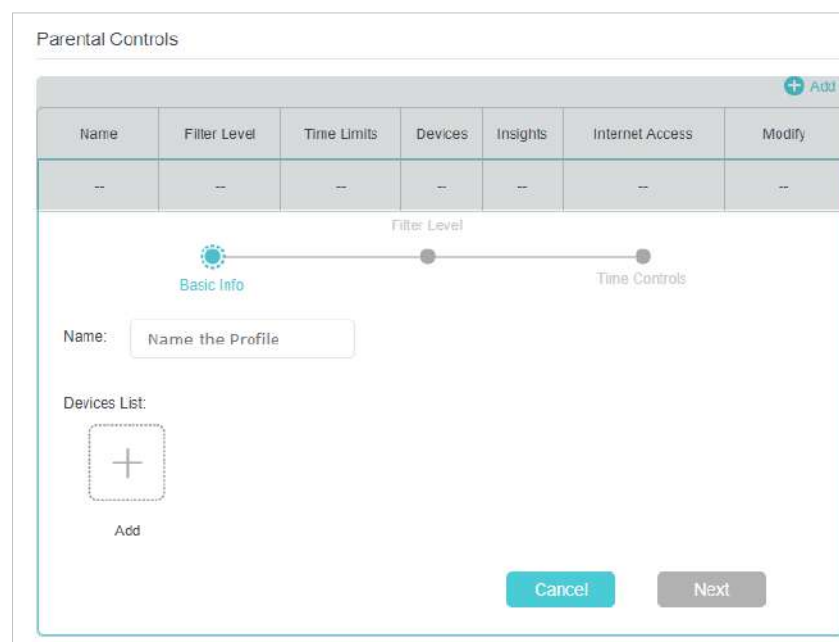 Parental Controls
Add
Name Filter Level Time Limits Devices Insights Internet Access Modify
-- -- -- -- -- -- --
Filter Level
Basic Info
Time Controls
Name: Name the Profile
Devices List:
Add
Cancel Next